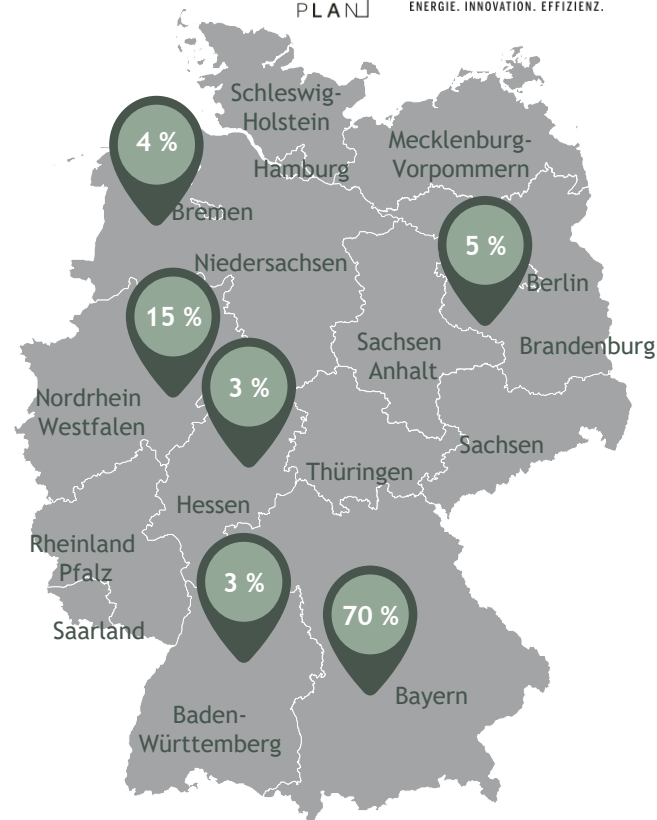 PLAN
ENERGIE. INNOVATION. EFFIZIENZ.
Schleswig-
Holstein
4 %
Mecklenburg-
Vorpommern
Hamburg
Bremen
5 %
Niedersachsen
Berlin
15 %
Sachsen
Anhalt
Brandenburg
3 %
Nordrhein
Westfalen
Sachsen
Thüringen
Hessen
Rheinland
Pfalz
3 %
70 %
Saarland
Bayern
Baden-
Württemberg